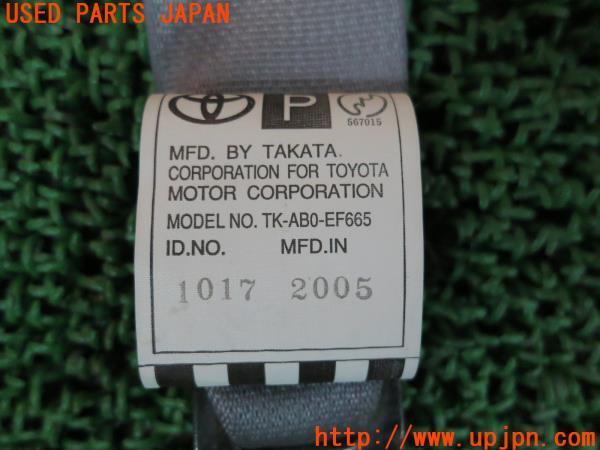 USED PARTS JAPAN
P
567015
MFD. BY TAKATA
CORPORATION FOR TOYOTA
MOTOR CORPORATION
MODEL NO. TK-AB0-EF665
ID.NO. MFD.IN
1017 2005
http://www.upjpn.com/